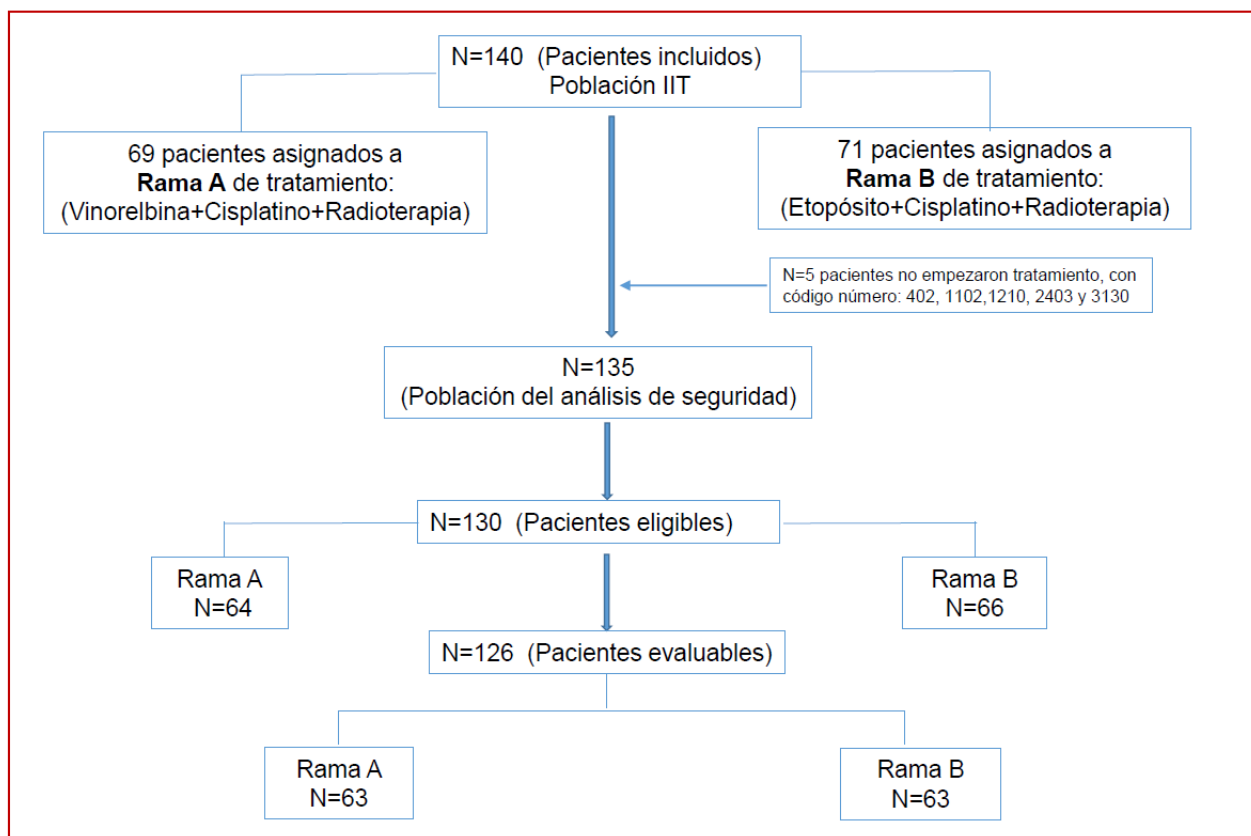 N=140  (Pacientes incluidos)
Población IIT
69 pacientes asignados a
Rama A de tratamiento:
(Vinorelbina+Cisplatino+Radioterapia)
71 pacientes asignados a
Rama B de tratamiento:
(Etopósito+Cisplatino+Radioterapia)
N=5 pacientes no empezaron tratamiento, con
código número: 402, 1102,1210, 2403 y 3130
N=135
(Población del análisis de seguridad)
N=130  (Pacientes eligibles)
Rama A
N=64
Rama B
N=66
N=126  (Pacientes evaluables)
Rama A
N=63
Rama B
N=63